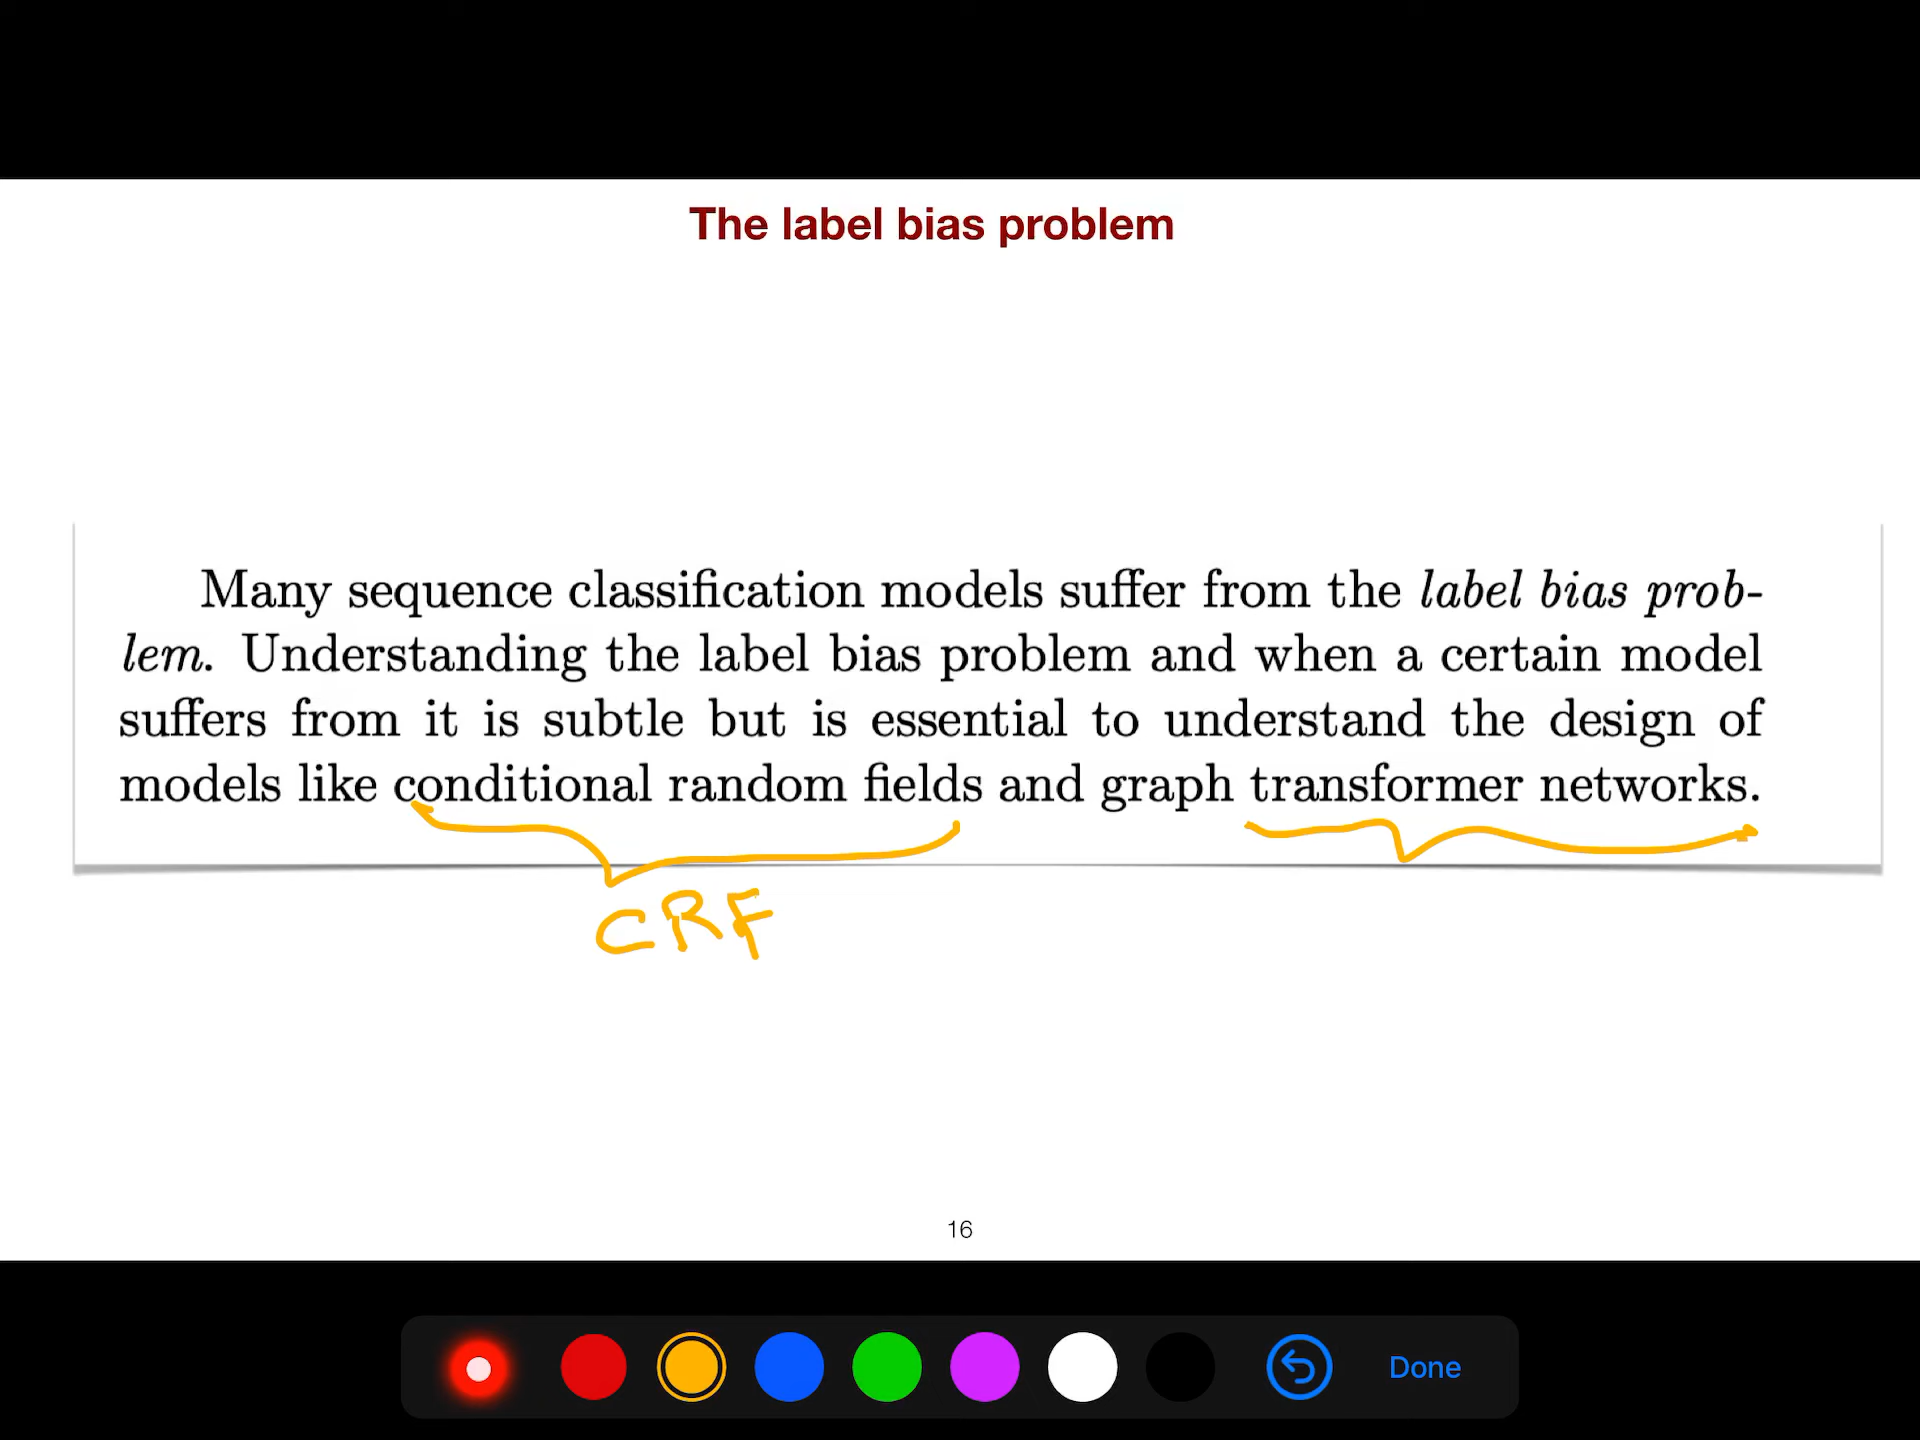 The label bias problem
Many sequence classification models suffer from the label bias prob-
lem. Understanding the label bias problem and when a certain model
suffers from it is subtle but is essential to understand the design of
models like conditional random fields and graph transformer networks.
CRF
16
Done